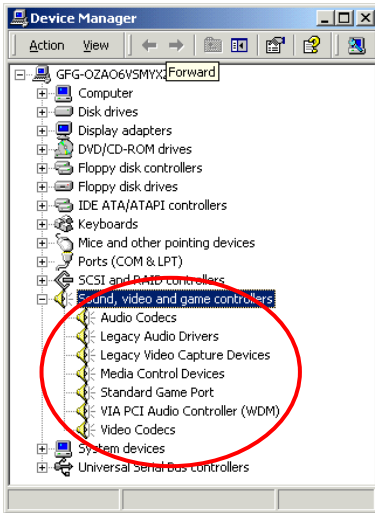 Device Manager
Action View
Forward
GFG-OZAO6VSMYXZ
Computer
Disk drives
Display adapters
DVD/CD-ROM drives
Floppy disk controllers
Floppy disk drives
IDE ATA/ATAPI controllers
Keyboards
Mice and other pointing devices
Ports (COM & LPT)
SCSI and RAID controllers
Sound, video and game controllers
Audio Codecs
Legacy Audio Drivers
Legacy Video Capture Devices
Media Control Devices
Standard Game Port
VIA PCI Audio Controller (WDM)
Video Codecs
System devices
Universal Serial Bus controllers